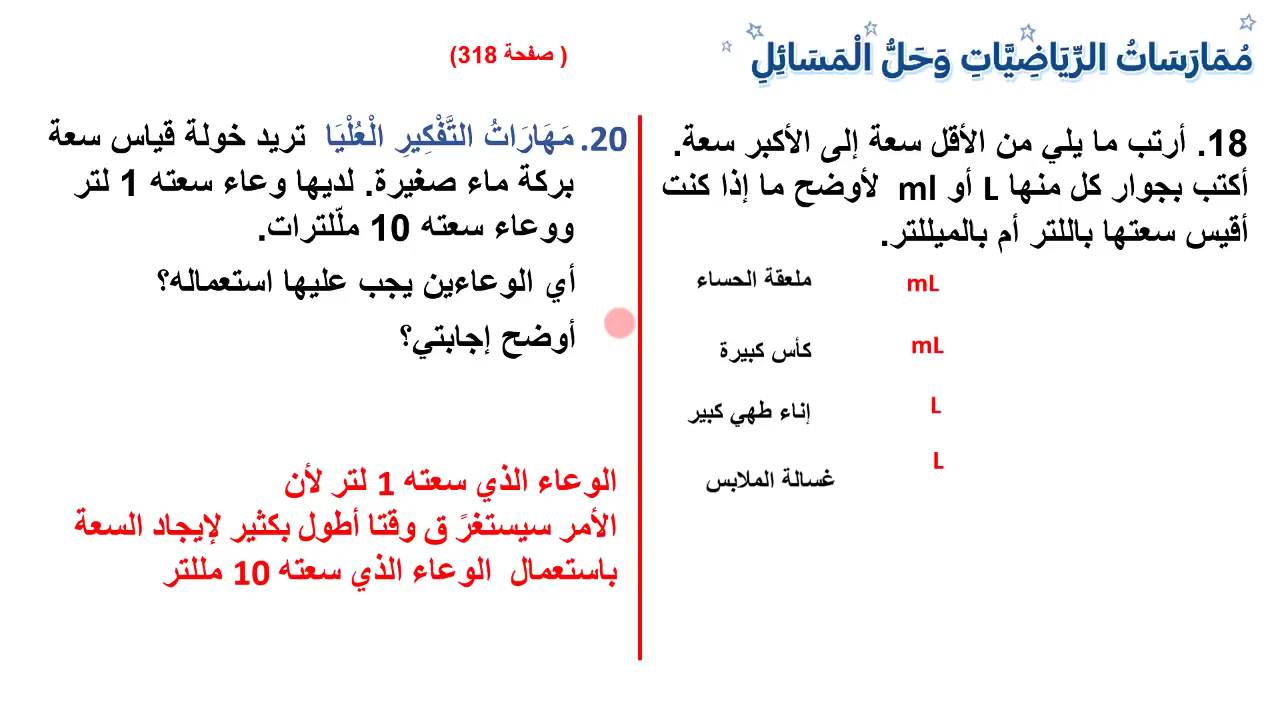 مُمَارَسَاتُ الرِّيَاضِيَّاتِ وَحَلُّ الْمَسَائِلِ
( صفحة 318)
18. أرتب ما يلي من الأقل سعة إلى الأكبر سعة.
أكتب بجوار كل منها L أو ml لأوضح ما إذا كنت
أقيس سعتها باللتر أم بالميللتر.
ملعقة الحساء mL
كأس كبيرة mL
إناء طهي كبير L
غسالة الملابس L
20. مَهَارَاتُ التَّفْكِيرِ الْعُلْيَا تريد خولة قياس سعة
بركة ماء صغيرة. لديها وعاء سعته 1 لتر
ووعاء سعته 10 ملّلترات.
أي الوعاءين يجب عليها استعماله؟
أوضح إجابتي؟
الوعاء الذي سعته 1 لتر لأن
الأمر سيستغرً ق وقتا أطول بكثير لإيجاد السعة
باستعمال الوعاء الذي سعته 10 مللتر